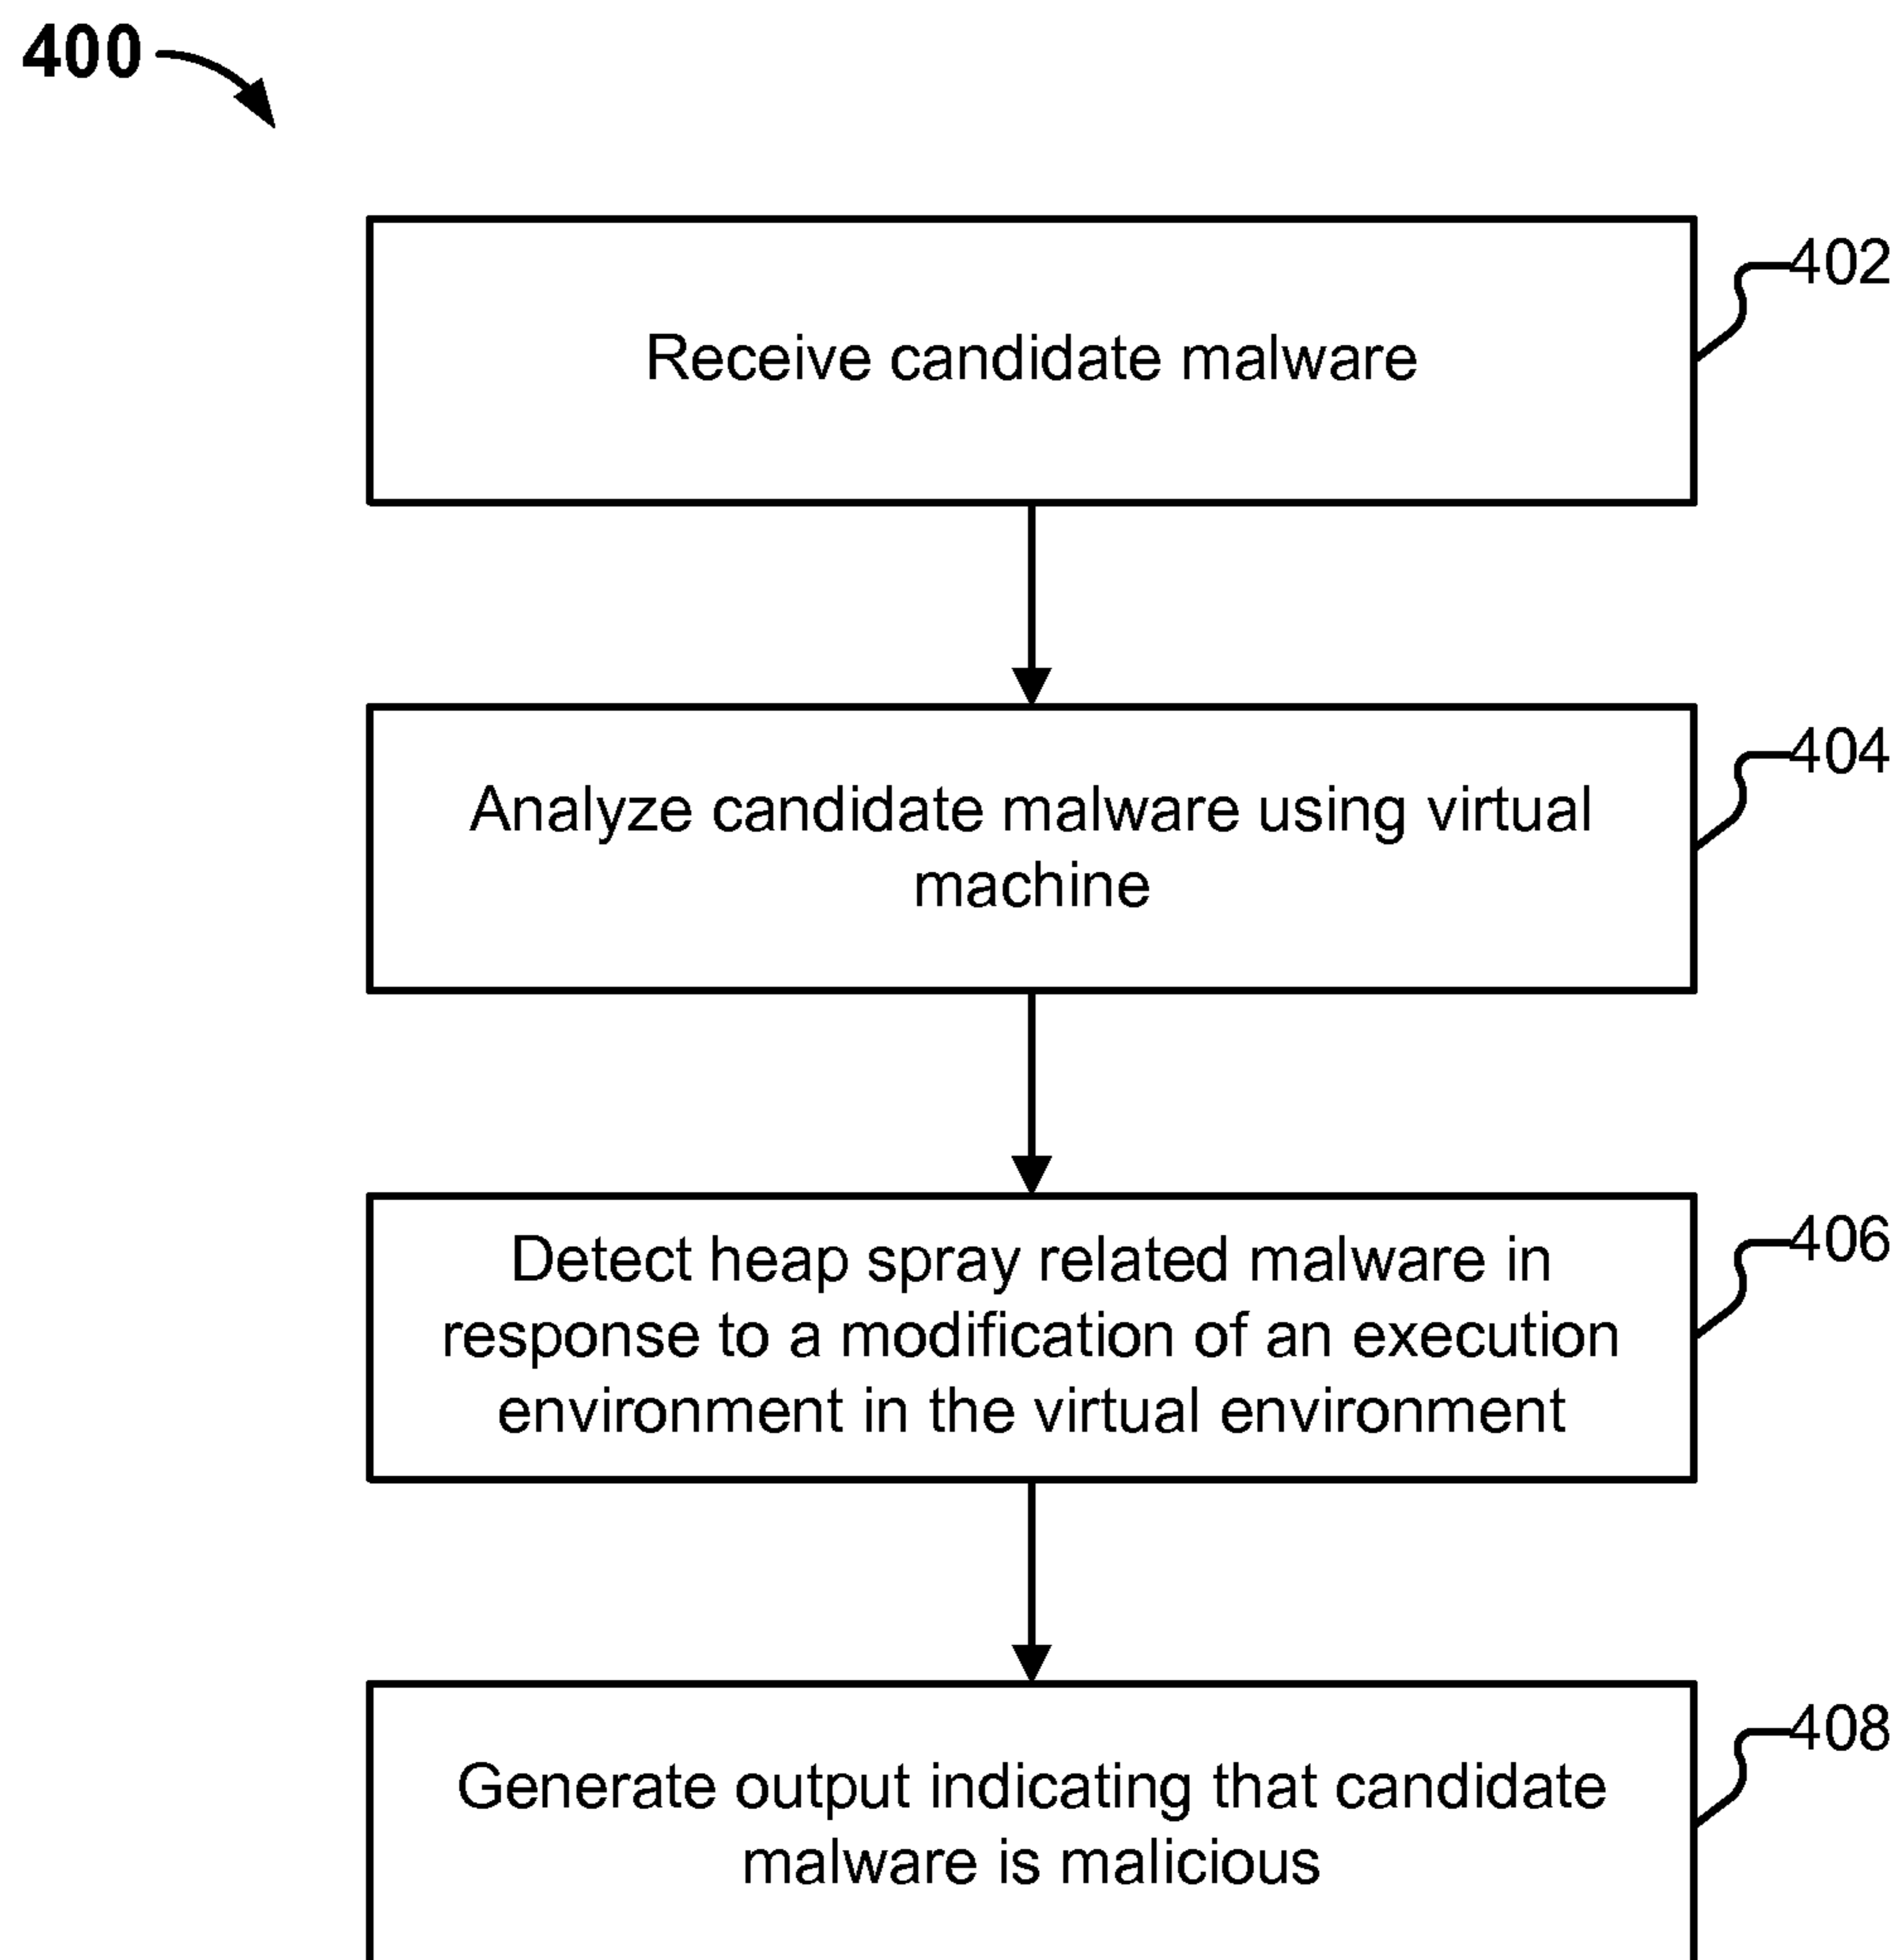 400
Receive candidate malware
402
Analyze candidate malware using virtual
machine
404
Detect heap spray related malware in
response to a modification of an execution
environment in the virtual environment
406
Generate output indicating that candidate
malware is malicious
408